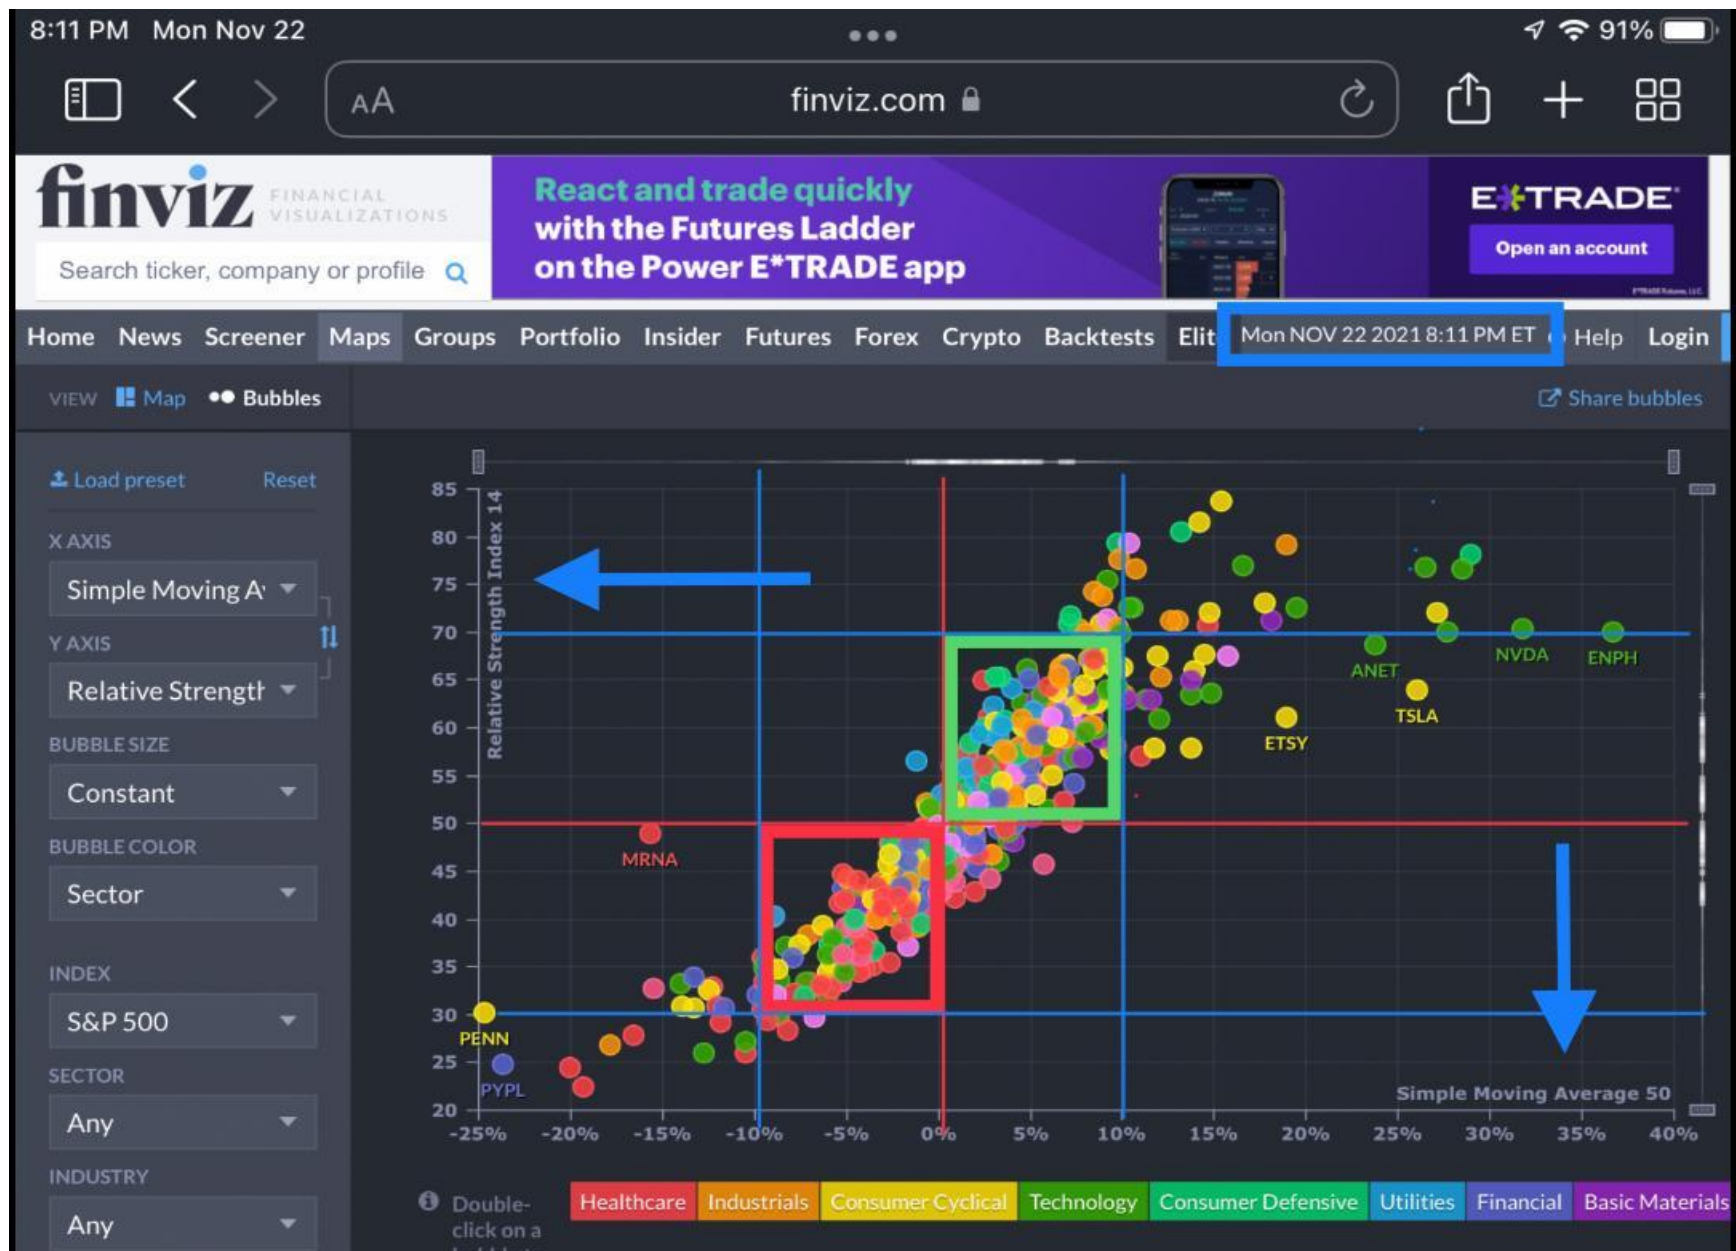 8:11 PM Mon Nov 22
91%
AA
finviz.com
finviz
FINANCIAL
VISUALIZATIONS
Search ticker, company or profile
React and trade quickly
with the Futures Ladder
on the Power E*TRADE app
E*TRADE
Open an account
E*TRADE Futures, LLC.
Home News Screener Maps Groups Portfolio Insider Futures Forex Crypto Backtests Elit Mon NOV 22 2021 8:11 PM ET Help Login
VIEW Map Bubbles
Share bubbles
Load preset Reset
X AXIS
Simple Moving A
Y AXIS
Relative Strength
BUBBLE SIZE
Constant
BUBBLE COLOR
Sector
INDEX
S&P 500
SECTOR
Any
INDUSTRY
Any
Relative Strength Index 14
85
80
75
70
65
60
55
50
45
40
35
30
25
20
NVDA
ENPH
ANET
TSLA
ETSY
MRNA
PENN
PYPL
Simple Moving Average 50
-25% -20% -15% -10% -5% 0% 5% 10% 15% 20% 25% 30% 35% 40%
Double-
click on a
Healthcare Industrials Consumer Cyclical Technology Consumer Defensive Utilities Financial Basic Materials